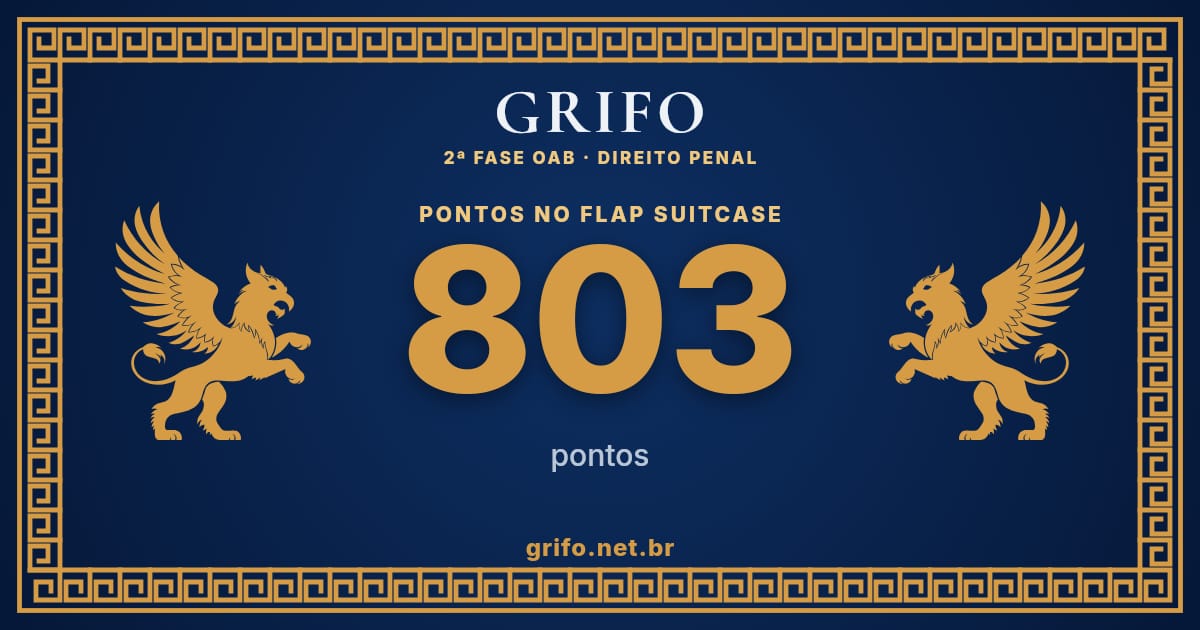 GRIFO
2ª FASE OAB · DIREITO PENAL
PONTOS NO FLAP SUITCASE
803
pontos
grifo.net.br